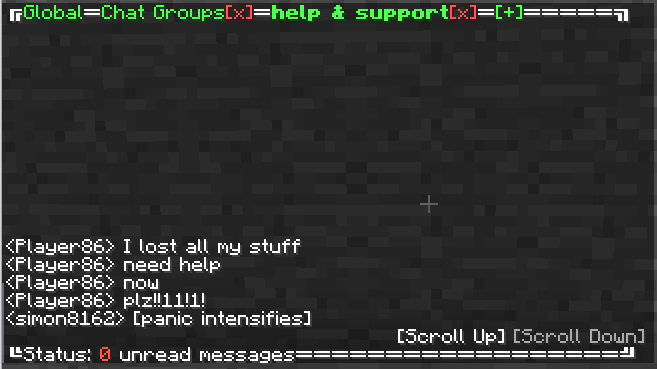 ╔Global═Chat Groups[x]═help & support[x]═[+]══════╗
<Player86> I lost all my stuff
<Player86> need help
<Player86> now
<Player86> plz!!11!1!
<simon8162> [panic intensifies]
[Scroll Up] [Scroll Down]
╚Status: 0 unread messages══════════════════════╝